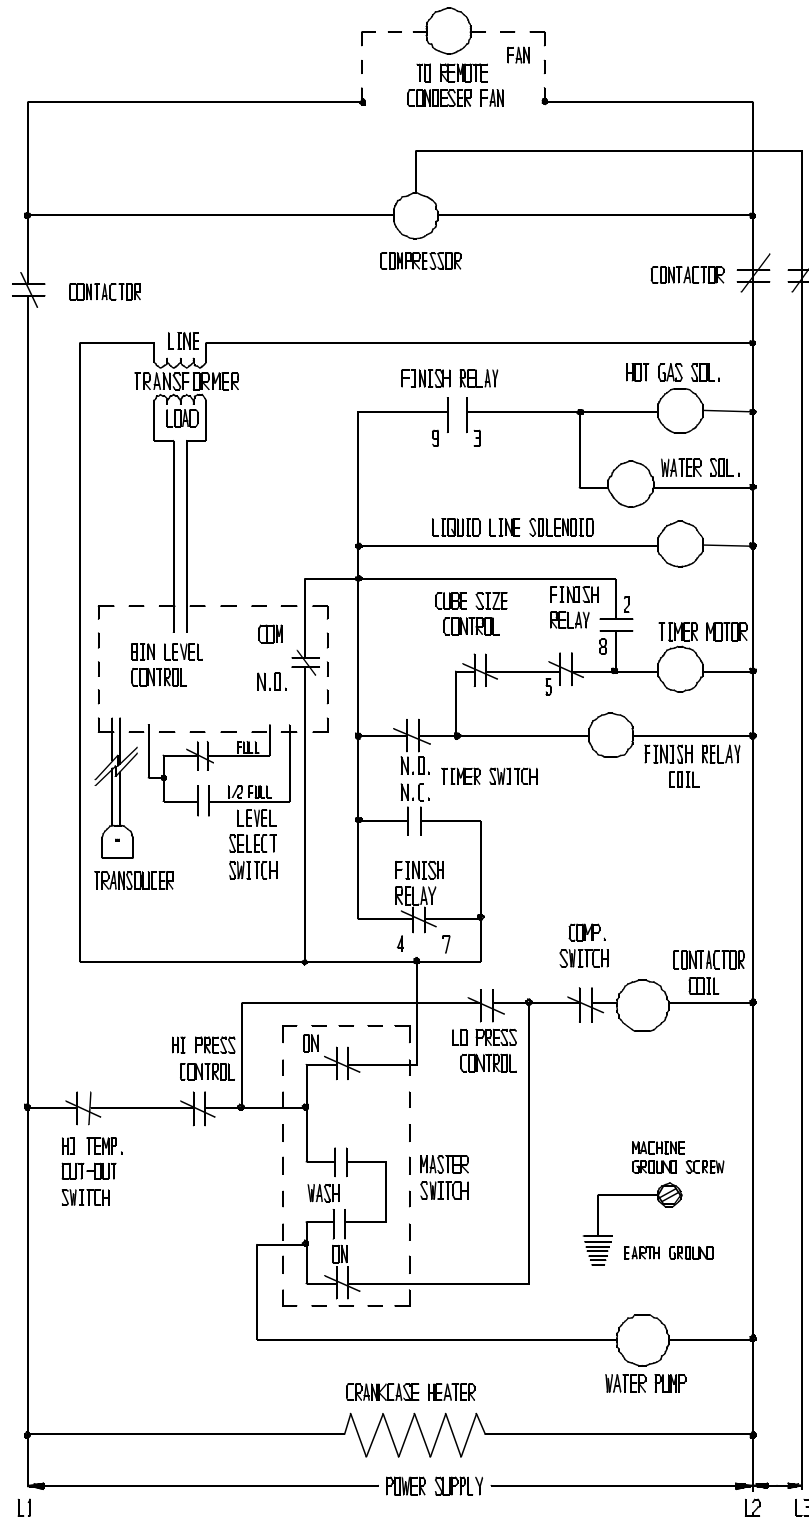 FAN
TO REMOTE
CONDESER FAN
COMPRESSOR
CONTACTOR
CONTACTOR
LINE
TRANSFORMER
LOAD
FINISH RELAY
9 3
HOT GAS SOL.
WATER SOL.
LIQUID LINE SOLENOID
CUBE SIZE
CONTROL
FINISH
RELAY
2
8
5
TIMER MOTOR
COM
N.O.
BIN LEVEL
CONTROL
FULL
1/2 FULL
LEVEL
SELECT
SWITCH
TRANSDUCER
N.O.
N.C.
TIMER SWITCH
FINISH RELAY
COIL
FINISH
RELAY
4 7
COMP.
SWITCH
CONTACTOR
COIL
LO PRESS
CONTROL
HI PRESS
CONTROL
ON
HI TEMP.
CUT-OUT
SWITCH
WASH
ON
MASTER
SWITCH
MACHINE
GROUND SCREW
EARTH GROUND
WATER PUMP
CRANKCASE HEATER
POWER SUPPLY
L1 L2 L3